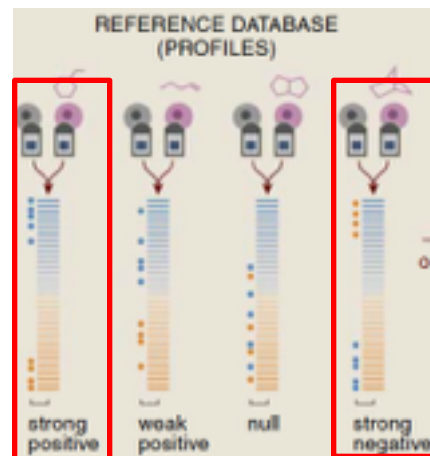 REFERENCE DATABASE
(PROFILES)
strong
positive
weak
positive
null
strong
negative